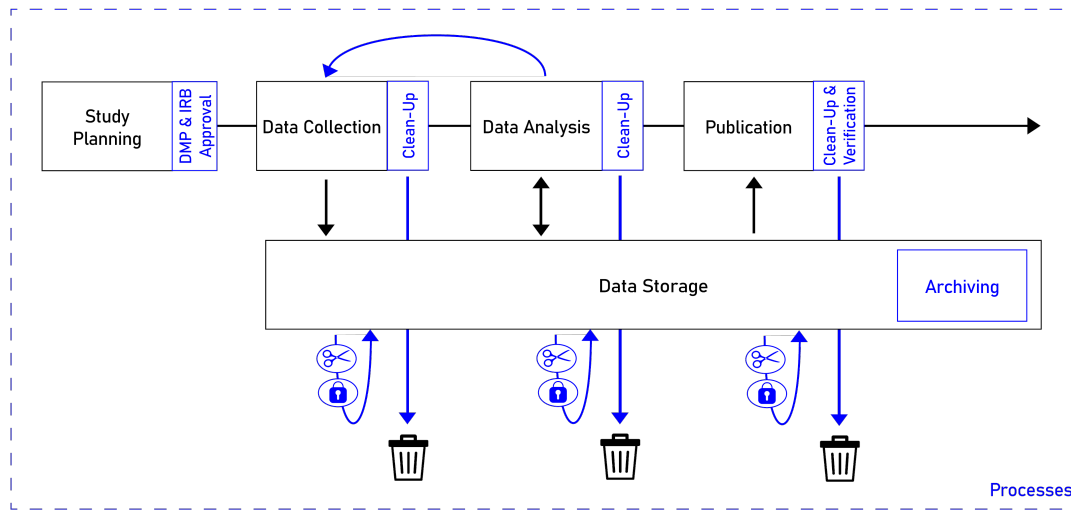 Study
Planning
DMP & IRB
Approval
Data Collection
Clean-Up
Data Analysis
Clean-Up
Publication
Clean-Up &
Verification
Data Storage
Archiving
Processes